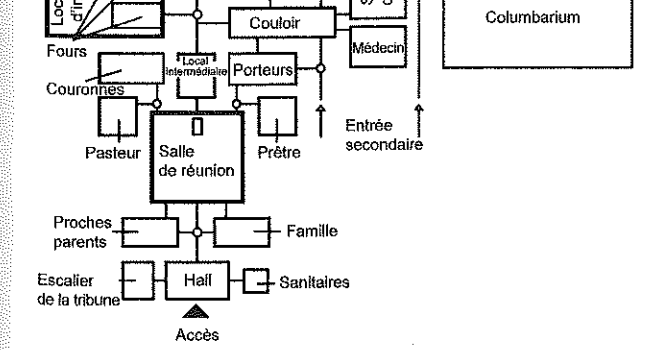 d'in
Couloir
Columbarium
Médecin
Fours
Local
intermédiaire
Porteurs
Couronnes
Entrée
secondaire
Pasteur
Salle
de réunion
Prêtre
Proches
parents
Famille
Escalier
de la tribune
Hall
Sanitaires
Accès